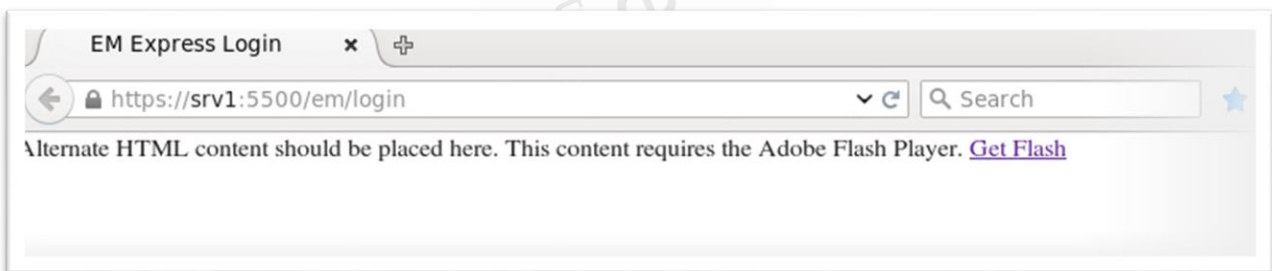 EM Express Login
https://srv1:5500/em/login
Search
Alternate HTML content should be placed here. This content requires the Adobe Flash Player. Get Flash